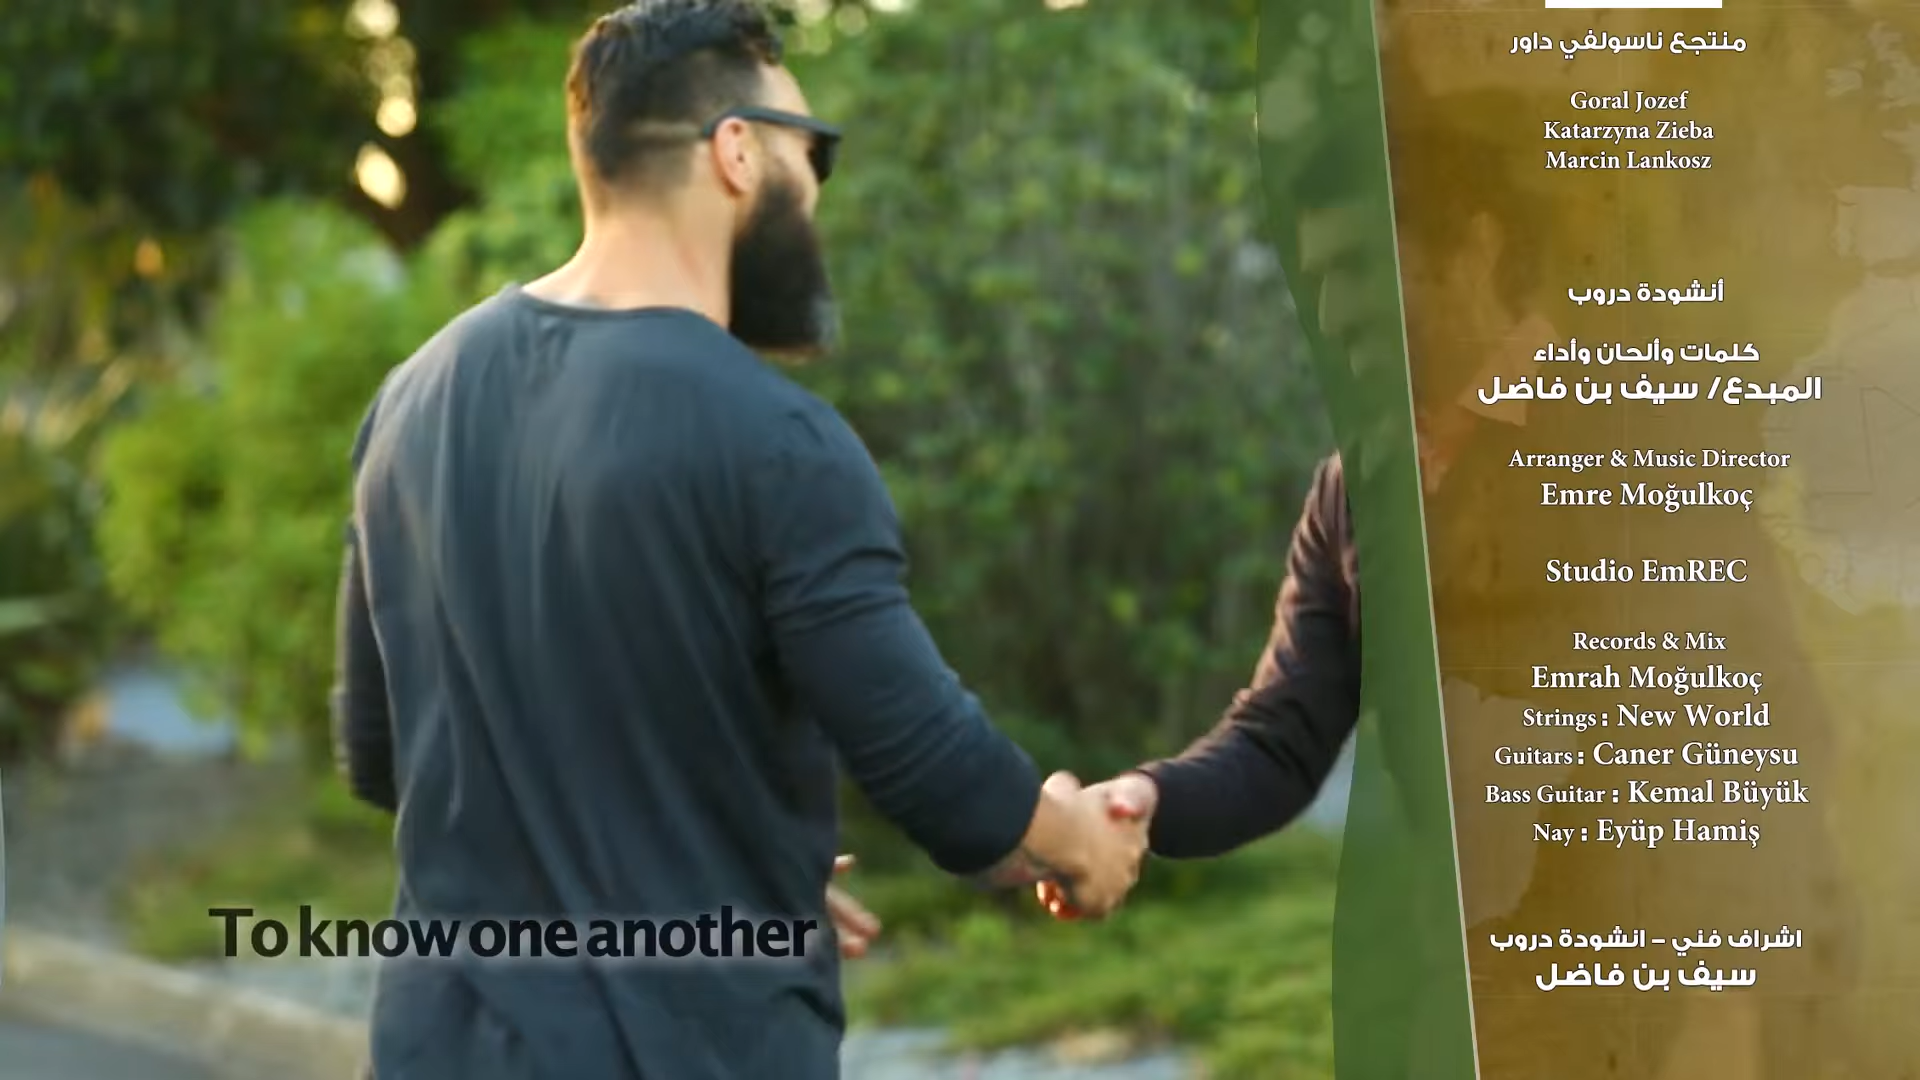 منتجع ناسولفي داور
Goral Jozef
Katarzyna Zieba
Marcin Lankosz
أنشودة دروب
كلمات وألحان وأداء
المبدع/ سيف بن فاضل
Arranger & Music Director
Emre Moğulkoç
Studio EmREC
Records & Mix
Emrah Moğulkoç
Strings : New World
Guitars : Caner Güneysu
Bass Guitar : Kemal Büyük
Nay : Eyüp Hamiş
اشراف فني - انشودة دروب
سيف بن فاضل
To know one another